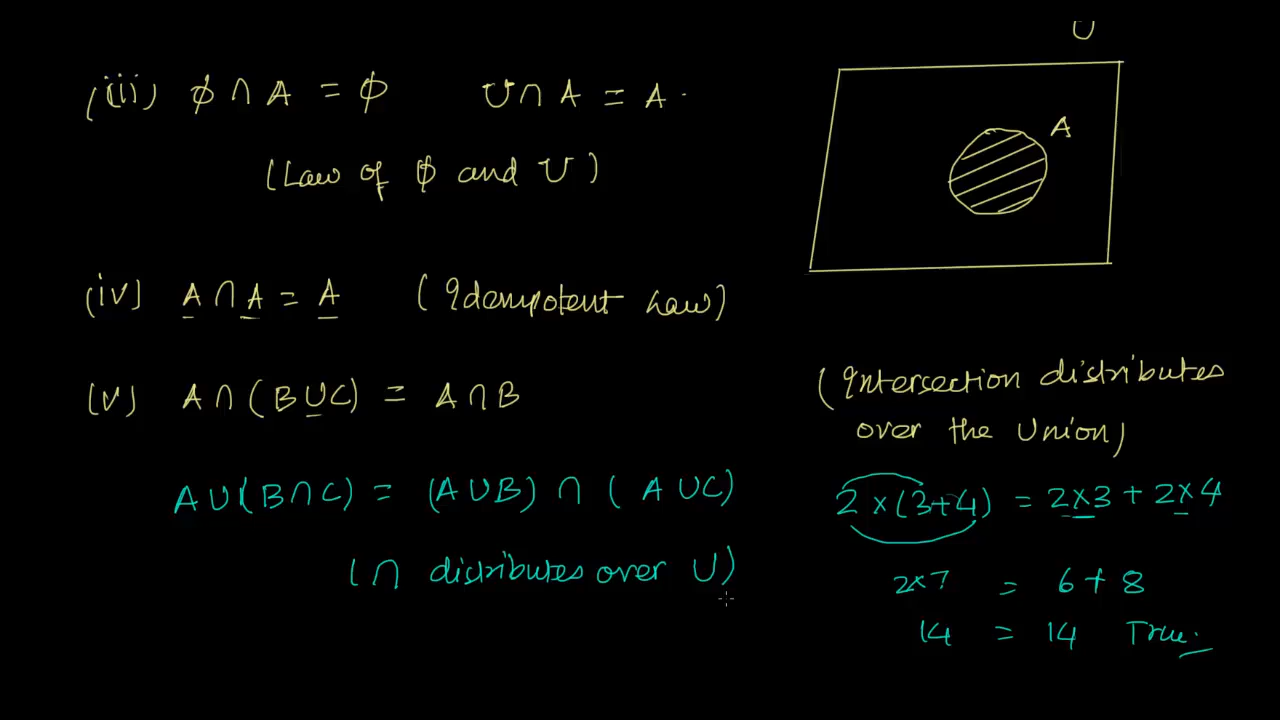 U
(iii) ϕ ∩ A = ϕ U ∩ A = A .
A
(Law of ϕ and U)
(iv) A ∩ A = A (Idempotent Law)
(v) A ∩ (B ∪ C) = A ∩ B
(Intersection distributes
over the Union)
A ∪ (B ∩ C) = (A ∪ B) ∩ (A ∪ C)
2 × (3 + 4) = 2 × 3 + 2 × 4
(∩ distributes over ∪)
2 × 7 = 6 + 8
14 = 14 True.